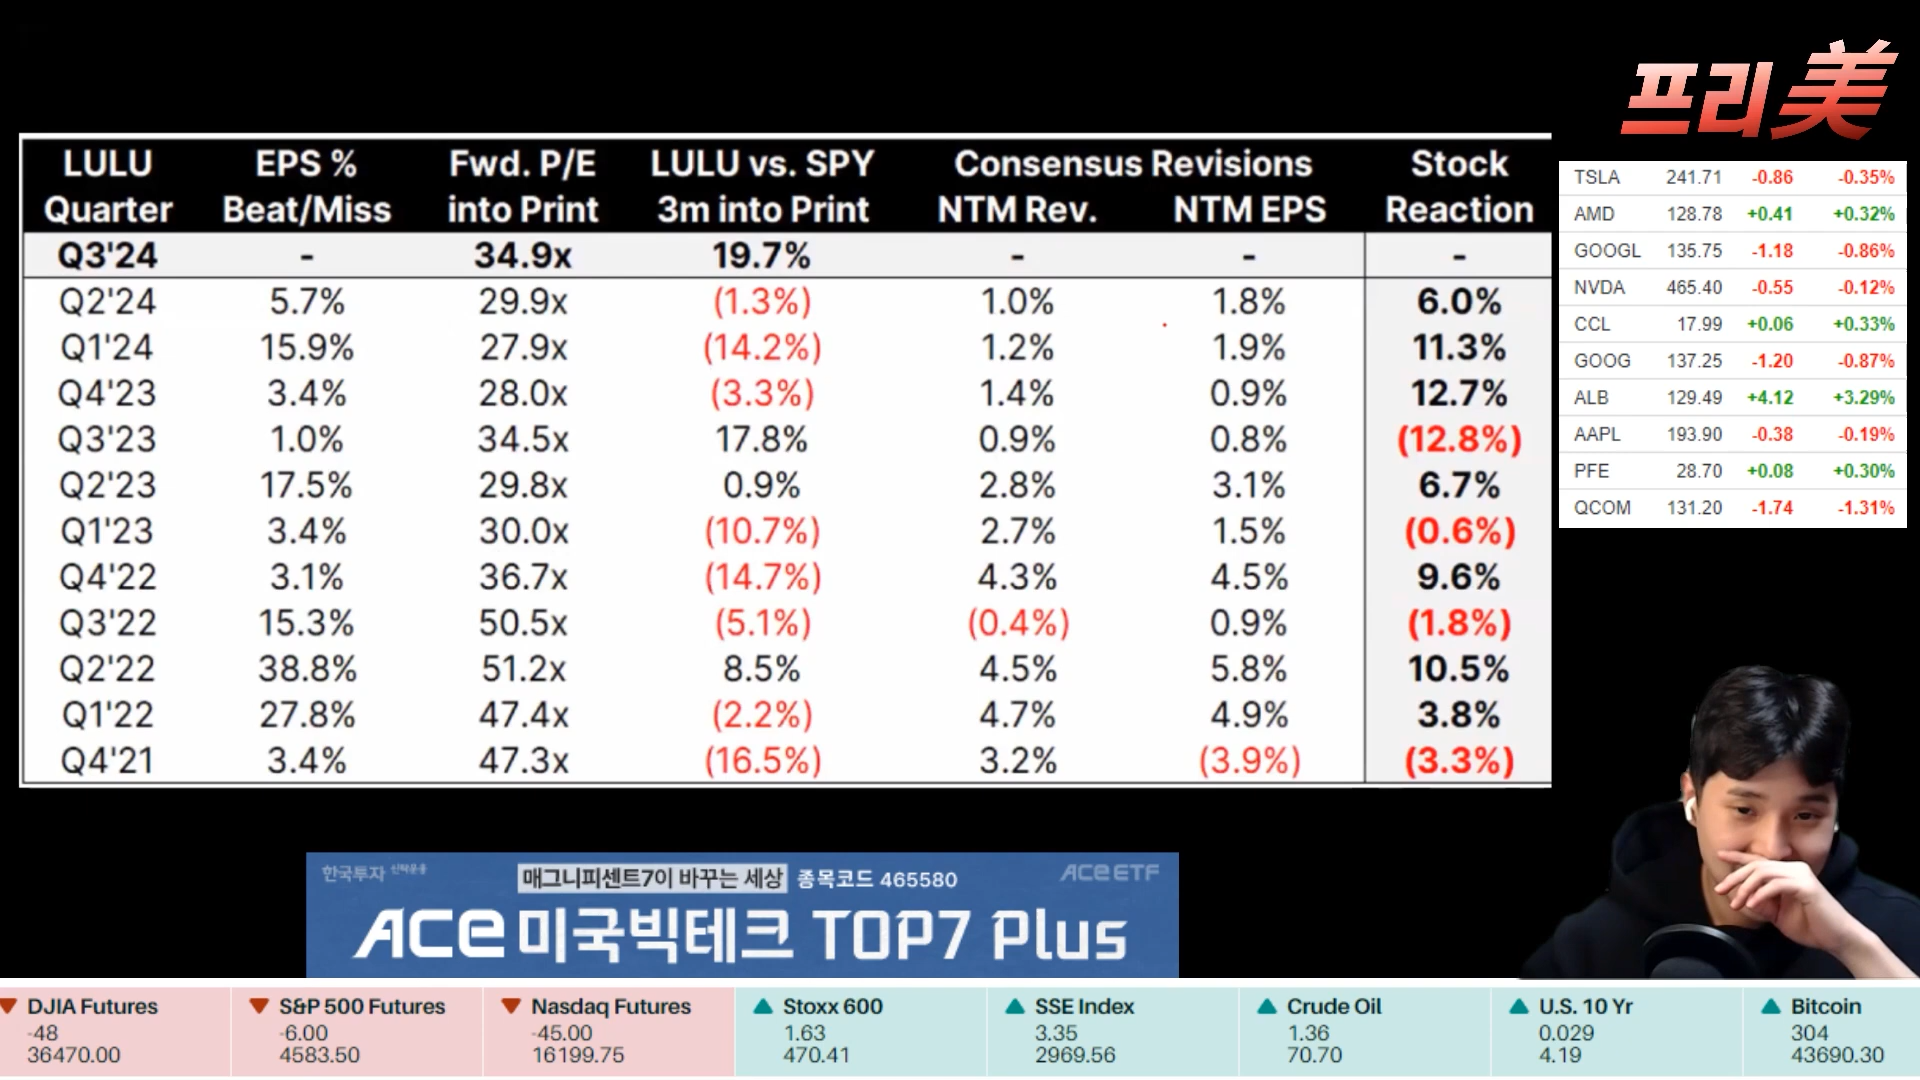 프리美
LULU Quarter EPS % Beat/Miss Fwd. P/E into Print LULU vs. SPY 3m into Print Consensus Revisions NTM Rev. NTM EPS Stock Reaction
Q3'24 - 34.9x 19.7% - - -
Q2'24 5.7% 29.9x (1.3%) 1.0% 1.8% 6.0%
Q1'24 15.9% 27.9x (14.2%) 1.2% 1.9% 11.3%
Q4'23 3.4% 28.0x (3.3%) 1.4% 0.9% 12.7%
Q3'23 1.0% 34.5x 17.8% 0.9% 0.8% (12.8%)
Q2'23 17.5% 29.8x 0.9% 2.8% 3.1% 6.7%
Q1'23 3.4% 30.0x (10.7%) 2.7% 1.5% (0.6%)
Q4'22 3.1% 36.7x (14.7%) 4.3% 4.5% 9.6%
Q3'22 15.3% 50.5x (5.1%) (0.4%) 0.9% (1.8%)
Q2'22 38.8% 51.2x 8.5% 4.5% 5.8% 10.5%
Q1'22 27.8% 47.4x (2.2%) 4.7% 4.9% 3.8%
Q4'21 3.4% 47.3x (16.5%) 3.2% (3.9%) (3.3%)
TSLA 241.71 -0.86 -0.35%
AMD 128.78 +0.41 +0.32%
GOOGL 135.75 -1.18 -0.86%
NVDA 465.40 -0.55 -0.12%
CCL 17.99 +0.06 +0.33%
GOOG 137.25 -1.20 -0.87%
ALB 129.49 +4.12 +3.29%
AAPL 193.90 -0.38 -0.19%
PFE 28.70 +0.08 +0.30%
QCOM 131.20 -1.74 -1.31%
한국투자 신탁운용 매그니피센트7이 바꾸는 세상 종목코드 465580 ACE ETF
ACE 미국빅테크 TOP7 Plus
DJIA Futures S&P 500 Futures Nasdaq Futures Stoxx 600 SSE Index Crude Oil U.S. 10 Yr Bitcoin
-48 -6.00 -45.00 1.63 3.35 1.36 0.029 304
36470.00 4583.50 16199.75 470.41 2969.56 70.70 4.19 43690.30